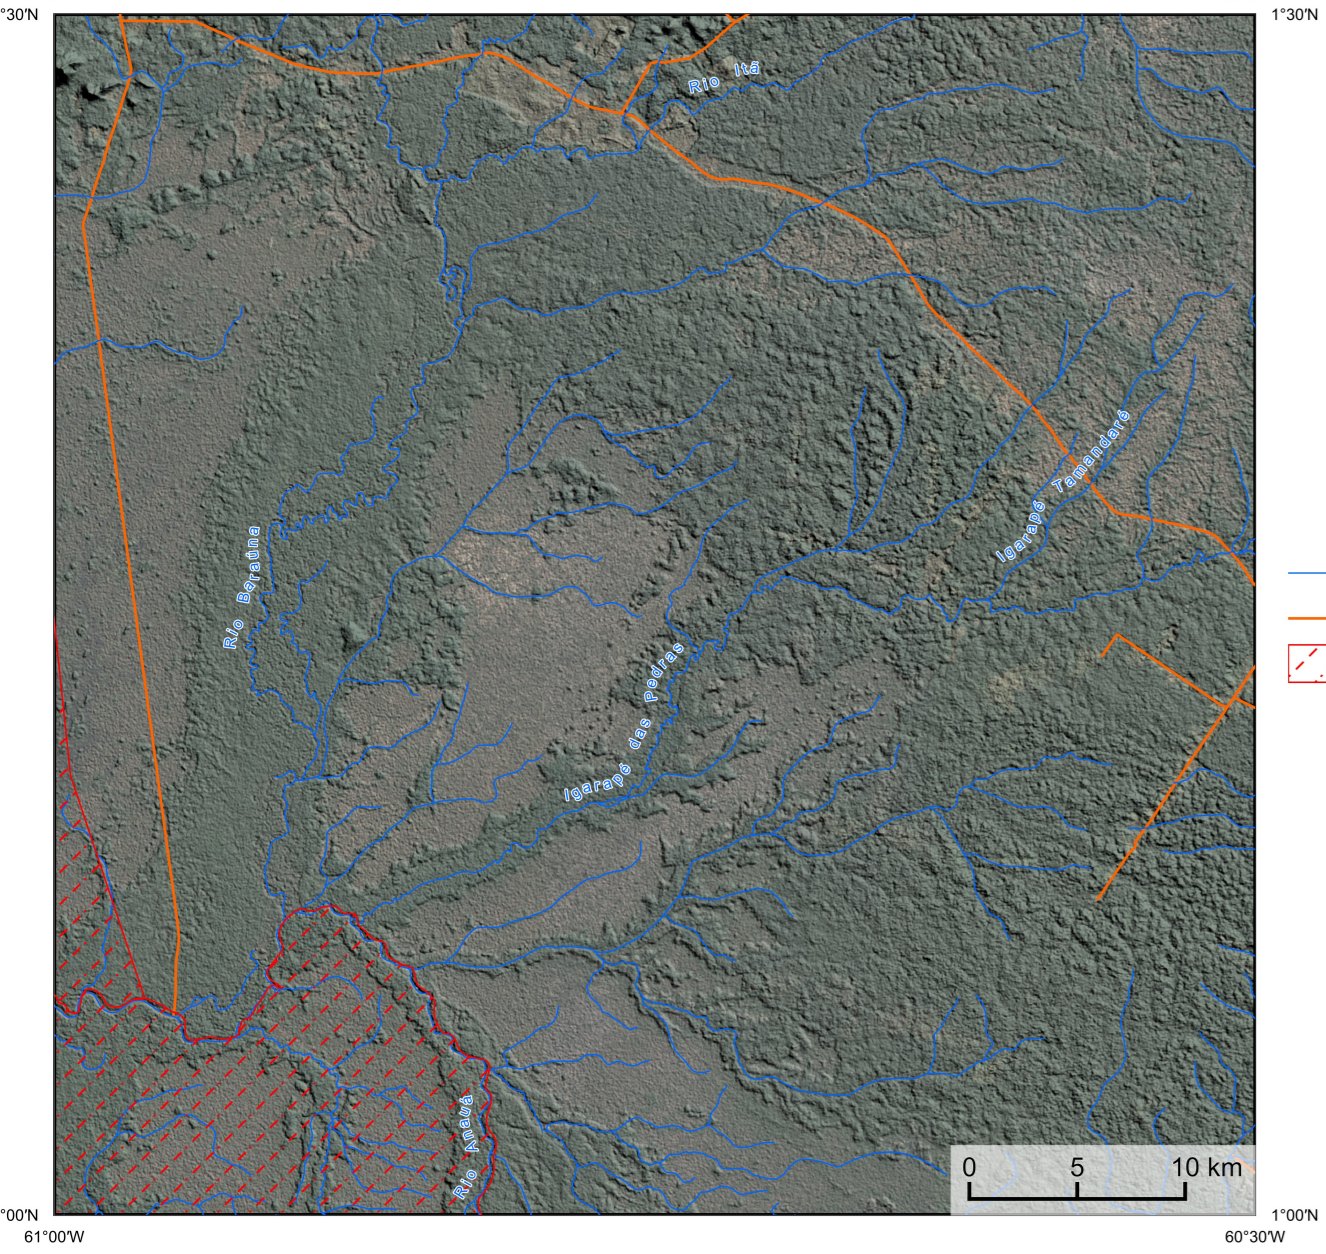 °30′N
1°30′N
Rio Itã
Igarapé Tamandaré
Rio Baraúna
Igarapé das Pedras
Rio Anauá
0 5 10 km
°00′N
1°00′N
61°00′W
60°30′W